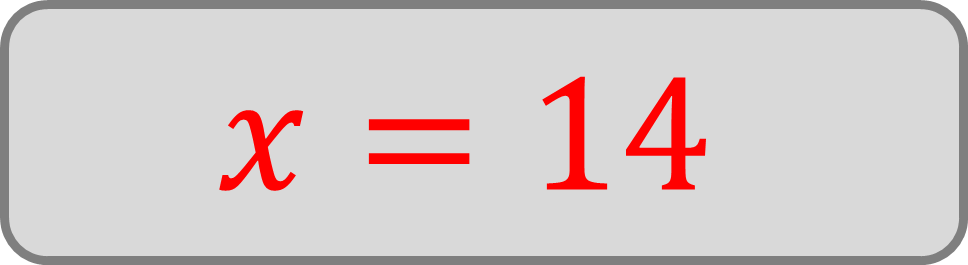 x = 14